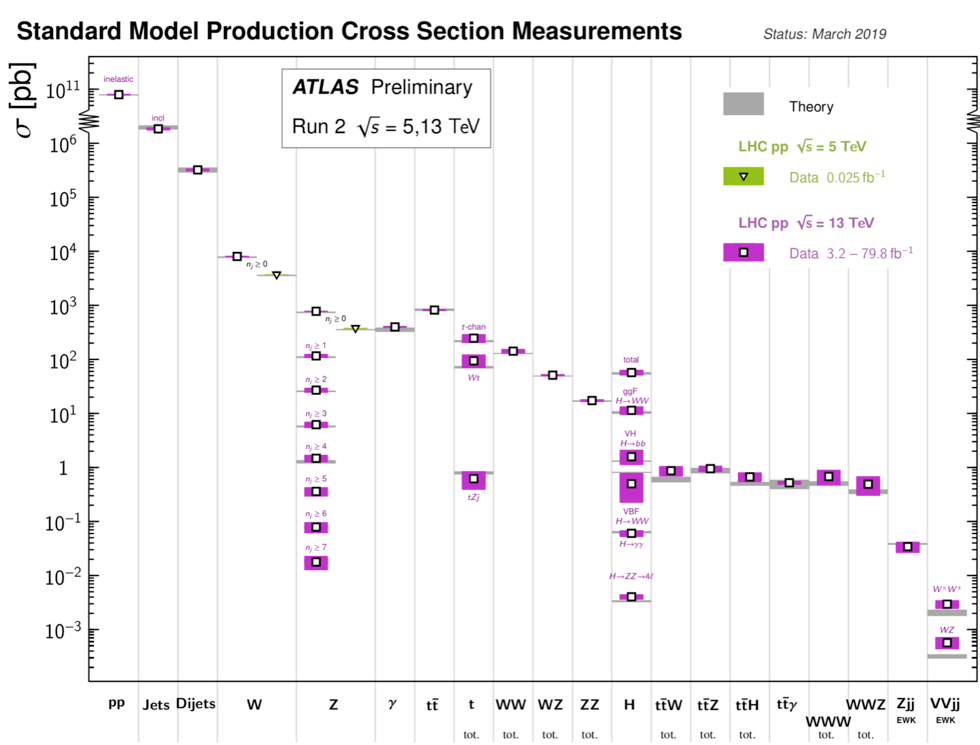 Standard Model Production Cross Section Measurements
Status: March 2019
σ [pb]
10¹¹
10⁶
10⁵
10⁴
10³
10²
10¹
1
10⁻¹
10⁻²
10⁻³
ATLAS Preliminary
Run 2 √s = 5,13 TeV
Theory
LHC pp √s = 5 TeV
Data 0.025 fb⁻¹
LHC pp √s = 13 TeV
Data 3.2 − 79.8 fb⁻¹
inelastic
incl
nj ≥ 0
nj ≥ 0
nj ≥ 1
nj ≥ 2
nj ≥ 3
nj ≥ 4
nj ≥ 5
nj ≥ 6
nj ≥ 7
t-chan
Wt
tZj
total
ggF
H→WW
VH
H→bb
VBF
H→WW
H→γγ
H→ZZ→4ℓ
W±W±
WZ
pp
Jets
Dijets
W
Z
γ
tt̄
t
tot.
WW
tot.
WZ
tot.
ZZ
tot.
H
tt̄W
tot.
tt̄Z
tot.
tt̄H
tot.
tt̄γ
WWW
tot.
WWZ
tot.
Zjj
EWK
VVjj
EWK